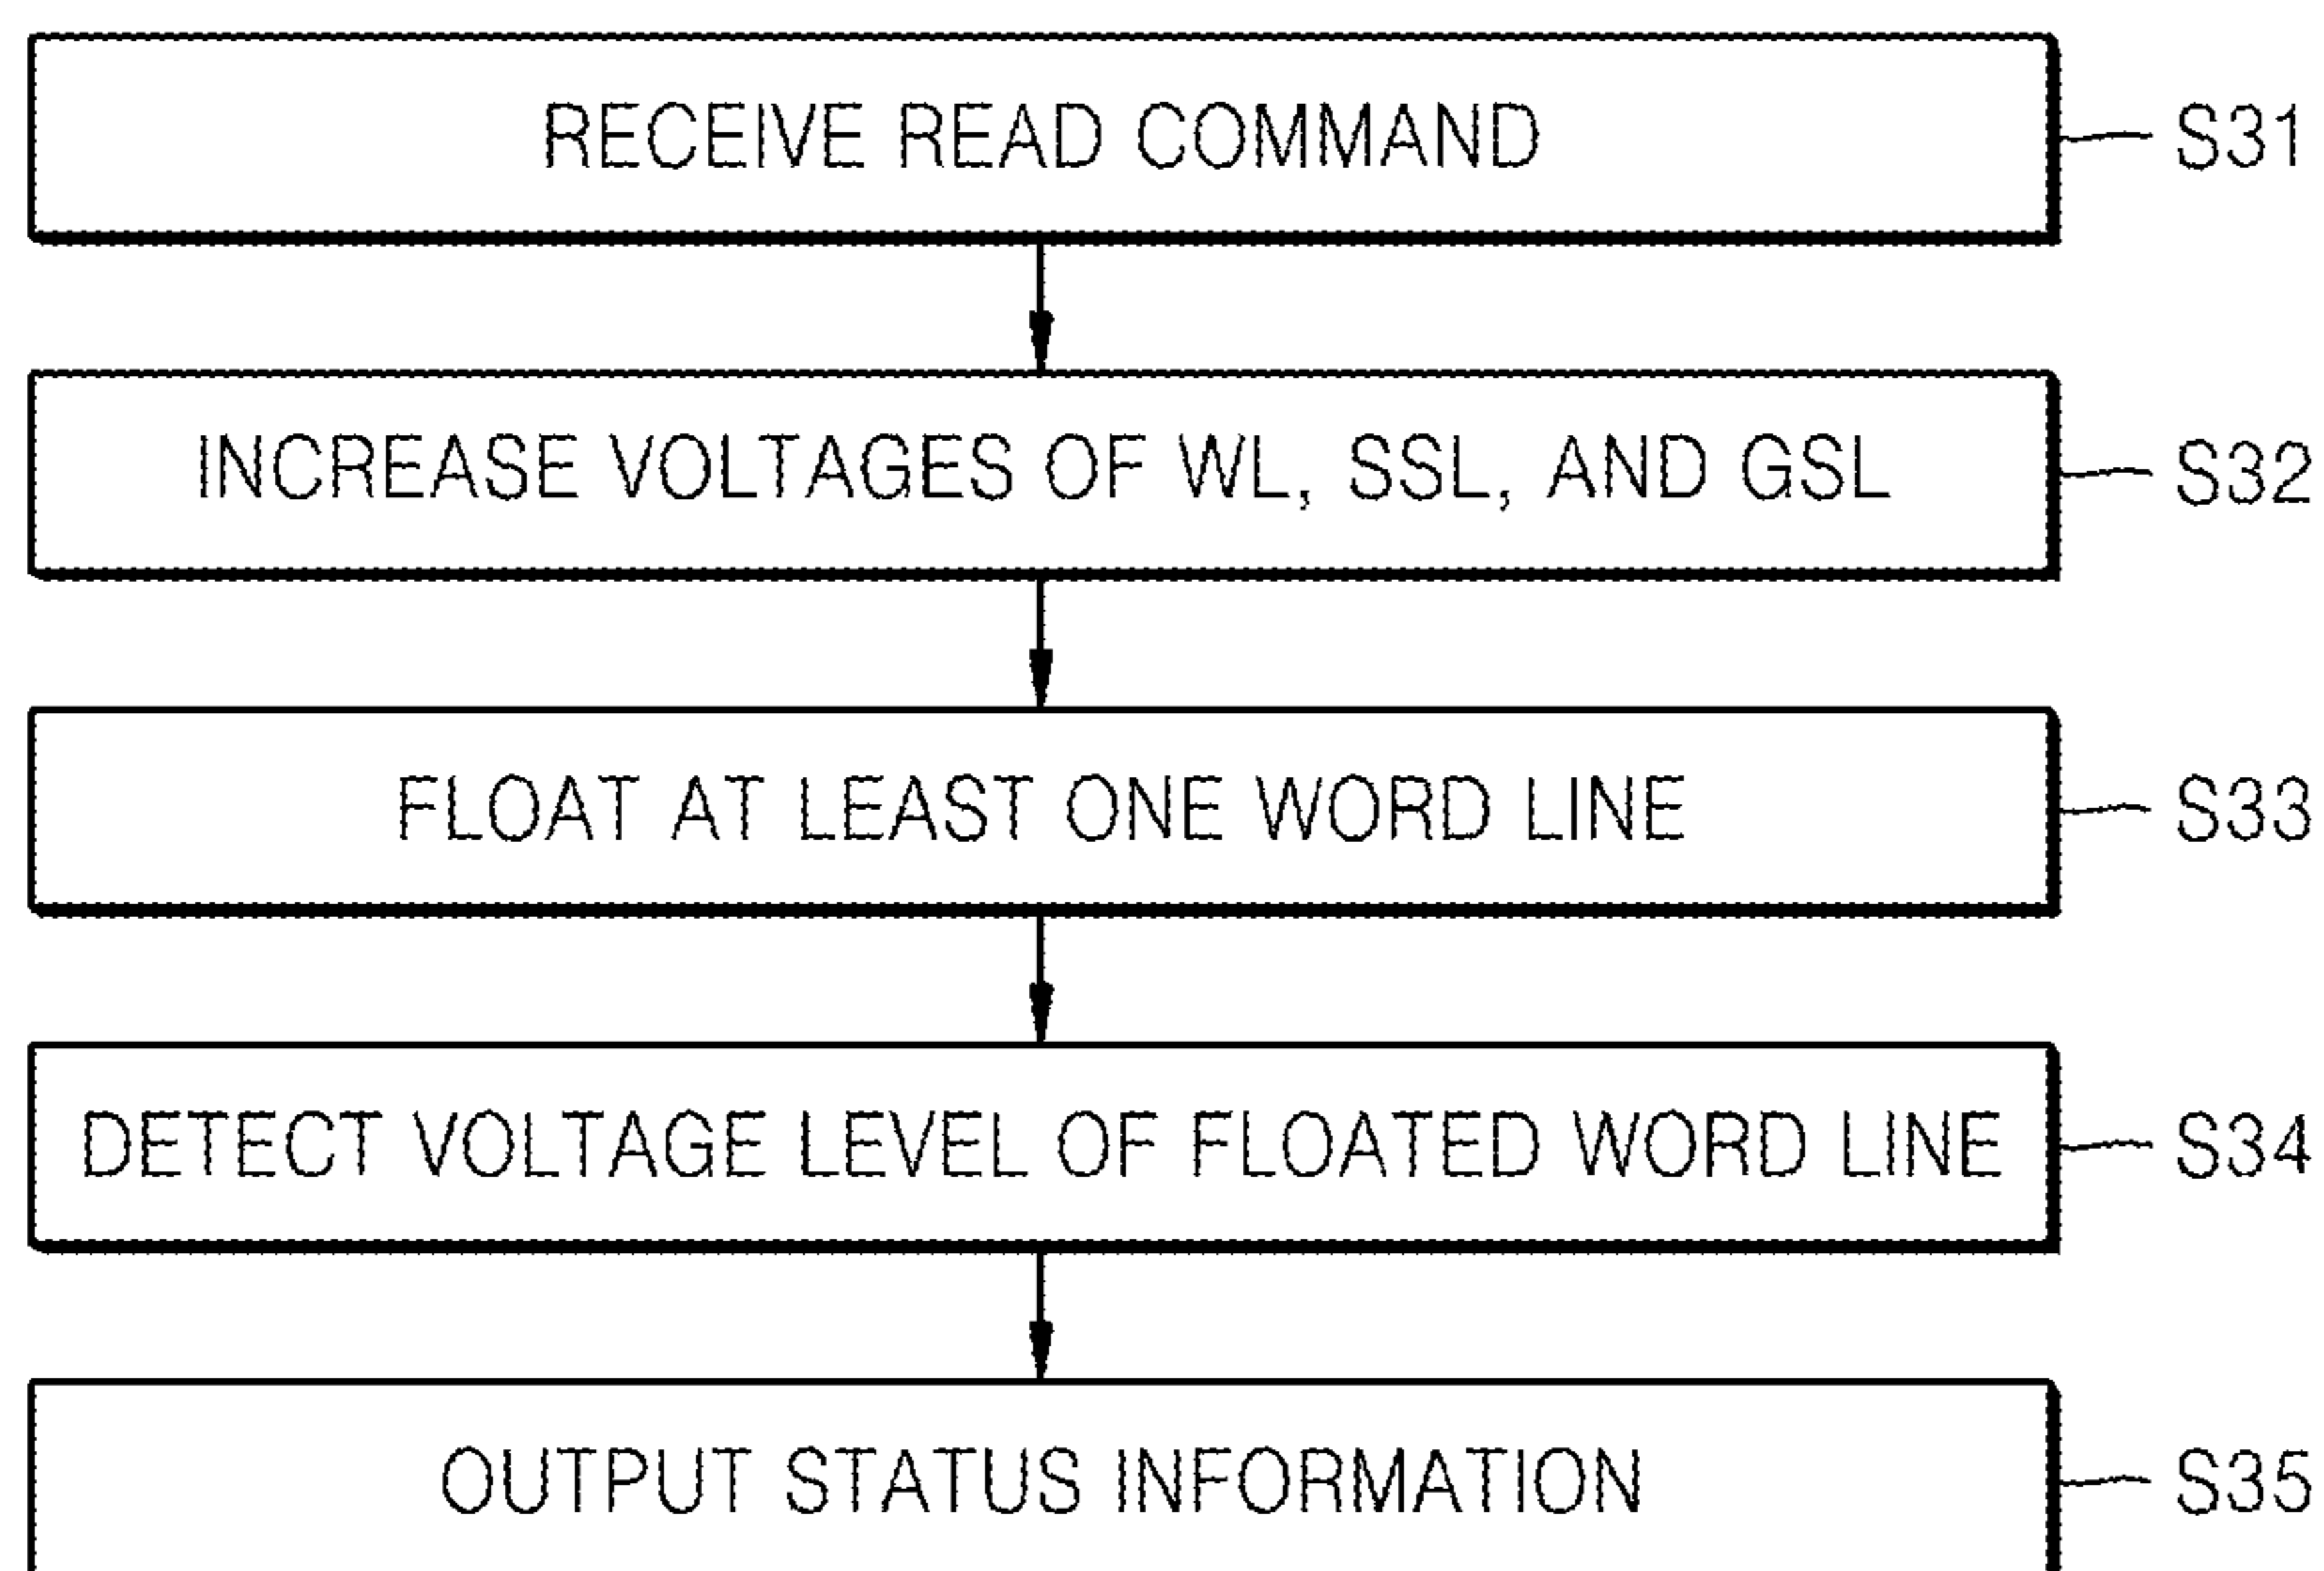 RECEIVE READ COMMAND S31
INCREASE VOLTAGES OF WL, SSL, AND GSL S32
FLOAT AT LEAST ONE WORD LINE S33
DETECT VOLTAGE LEVEL OF FLOATED WORD LINE S34
OUTPUT STATUS INFORMATION S35